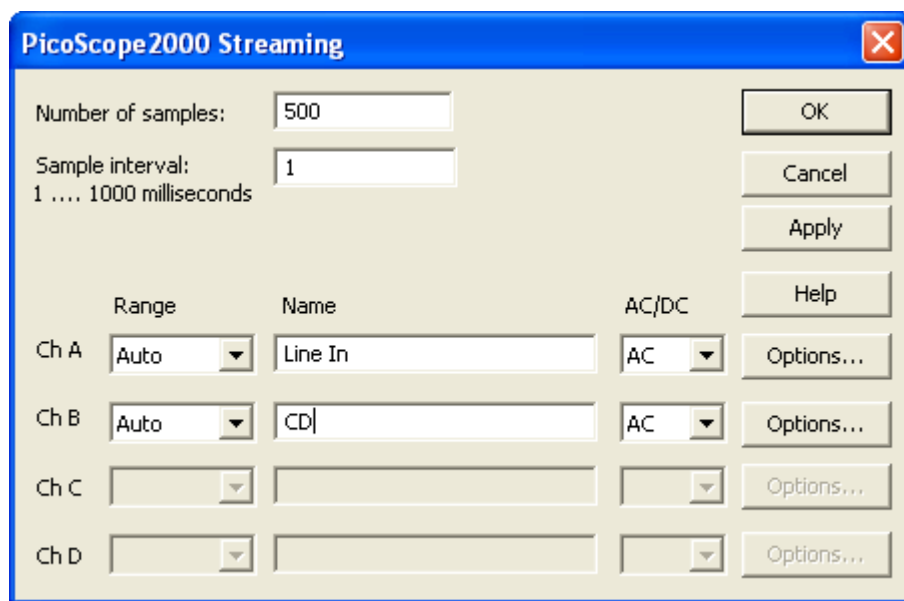 PicoScope2000 Streaming
Number of samples: 500 OK
Sample interval: 1 Cancel
1 .... 1000 milliseconds
Apply
Help
Range Name AC/DC
Ch A Auto Line In AC Options...
Ch B Auto CD AC Options...
Ch C Options...
Ch D Options...